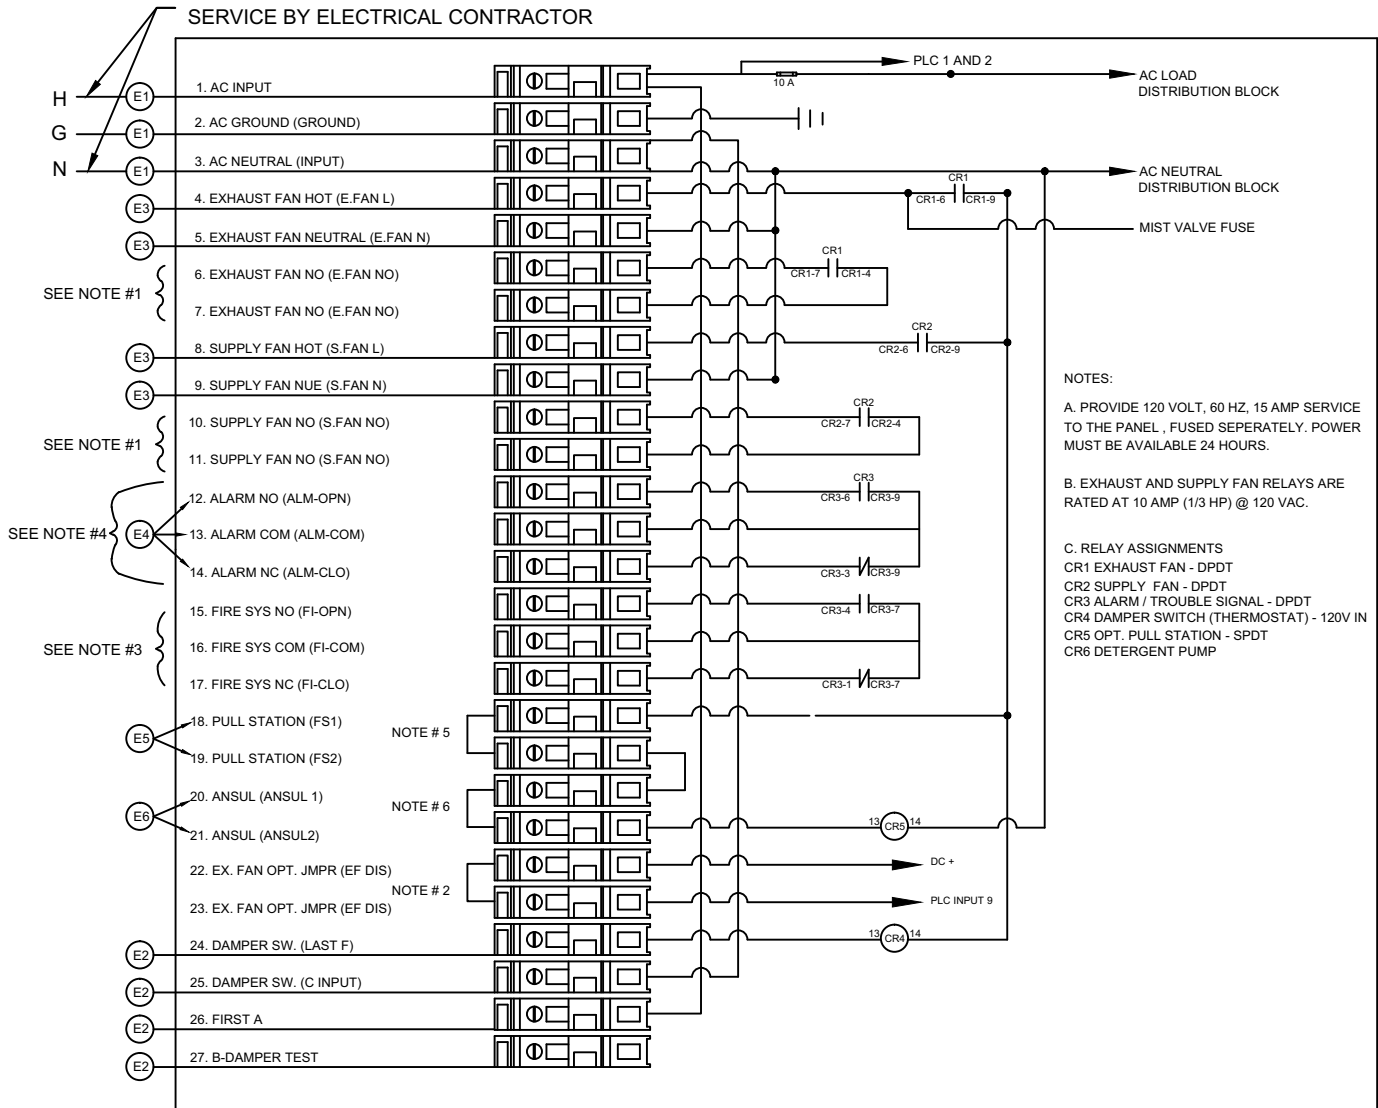 SERVICE BY ELECTRICAL CONTRACTOR
H
G
N
E1
E1
E1
E3
E3
SEE NOTE #1
E3
E3
SEE NOTE #1
SEE NOTE #4
E4
SEE NOTE #3
E5
E6
E2
E2
E2
E2
1. AC INPUT
2. AC GROUND (GROUND)
3. AC NEUTRAL (INPUT)
4. EXHAUST FAN HOT (E.FAN L)
5. EXHAUST FAN NEUTRAL (E.FAN N)
6. EXHAUST FAN NO (E.FAN NO)
7. EXHAUST FAN NO (E.FAN NO)
8. SUPPLY FAN HOT (S.FAN L)
9. SUPPLY FAN NUE (S.FAN N)
10. SUPPLY FAN NO (S.FAN NO)
11. SUPPLY FAN NO (S.FAN NO)
12. ALARM NO (ALM-OPN)
13. ALARM COM (ALM-COM)
14. ALARM NC (ALM-CLO)
15. FIRE SYS NO (FI-OPN)
16. FIRE SYS COM (FI-COM)
17. FIRE SYS NC (FI-CLO)
18. PULL STATION (FS1)
19. PULL STATION (FS2)
20. ANSUL (ANSUL 1)
21. ANSUL (ANSUL2)
22. EX. FAN OPT. JMPR (EF DIS)
23. EX. FAN OPT. JMPR (EF DIS)
24. DAMPER SW. (LAST F)
25. DAMPER SW. (C INPUT)
26. FIRST A
27. B-DAMPER TEST
NOTE # 5
NOTE # 6
NOTE # 2
PLC 1 AND 2
10 A
AC LOAD
DISTRIBUTION BLOCK
AC NEUTRAL
DISTRIBUTION BLOCK
CR1
CR1-6 CR1-9
MIST VALVE FUSE
CR1
CR1-7 CR1-4
CR2
CR2-6 CR2-9
CR2
CR2-7 CR2-4
CR3
CR3-6 CR3-9
CR3-3 CR3-9
CR3-4 CR3-7
CR3-1 CR3-7
13 CR5 14
DC +
PLC INPUT 9
13 CR4 14
NOTES:
A. PROVIDE 120 VOLT, 60 HZ, 15 AMP SERVICE
TO THE PANEL , FUSED SEPERATELY. POWER
MUST BE AVAILABLE 24 HOURS.
B. EXHAUST AND SUPPLY FAN RELAYS ARE
RATED AT 10 AMP (1/3 HP) @ 120 VAC.
C. RELAY ASSIGNMENTS
CR1 EXHAUST FAN - DPDT
CR2 SUPPLY FAN - DPDT
CR3 ALARM / TROUBLE SIGNAL - DPDT
CR4 DAMPER SWITCH (THERMOSTAT) - 120V IN
CR5 OPT. PULL STATION - SPDT
CR6 DETERGENT PUMP